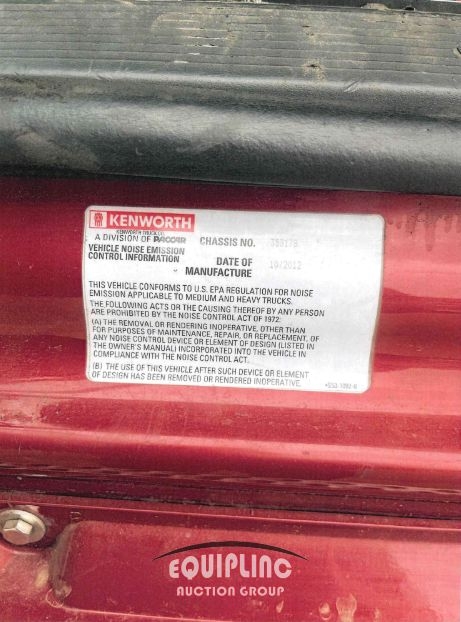 KENWORTH
KENWORTH TRUCK CO.
A DIVISION OF PACCAR
VEHICLE NOISE EMISSION
CONTROL INFORMATION
CHASSIS NO.
DATE OF
MANUFACTURE
10/2012
THIS VEHICLE CONFORMS TO U.S. EPA REGULATION FOR NOISE
EMISSION APPLICABLE TO MEDIUM AND HEAVY TRUCKS.
THE FOLLOWING ACTS OR THE CAUSING THEREOF BY ANY PERSON
ARE PROHIBITED BY THE NOISE CONTROL ACT OF 1972:
(A) THE REMOVAL OR RENDERING INOPERATIVE, OTHER THAN
FOR PURPOSES OF MAINTENANCE, REPAIR, OR REPLACEMENT, OF
ANY NOISE CONTROL DEVICE OR ELEMENT OF DESIGN (LISTED IN
THE OWNER'S MANUAL) INCORPORATED INTO THE VEHICLE IN
COMPLIANCE WITH THE NOISE CONTROL ACT.
(B) THE USE OF THIS VEHICLE AFTER SUCH DEVICE OR ELEMENT
OF DESIGN HAS BEEN REMOVED OR RENDERED INOPERATIVE.
EQUIPLINC
AUCTION GROUP